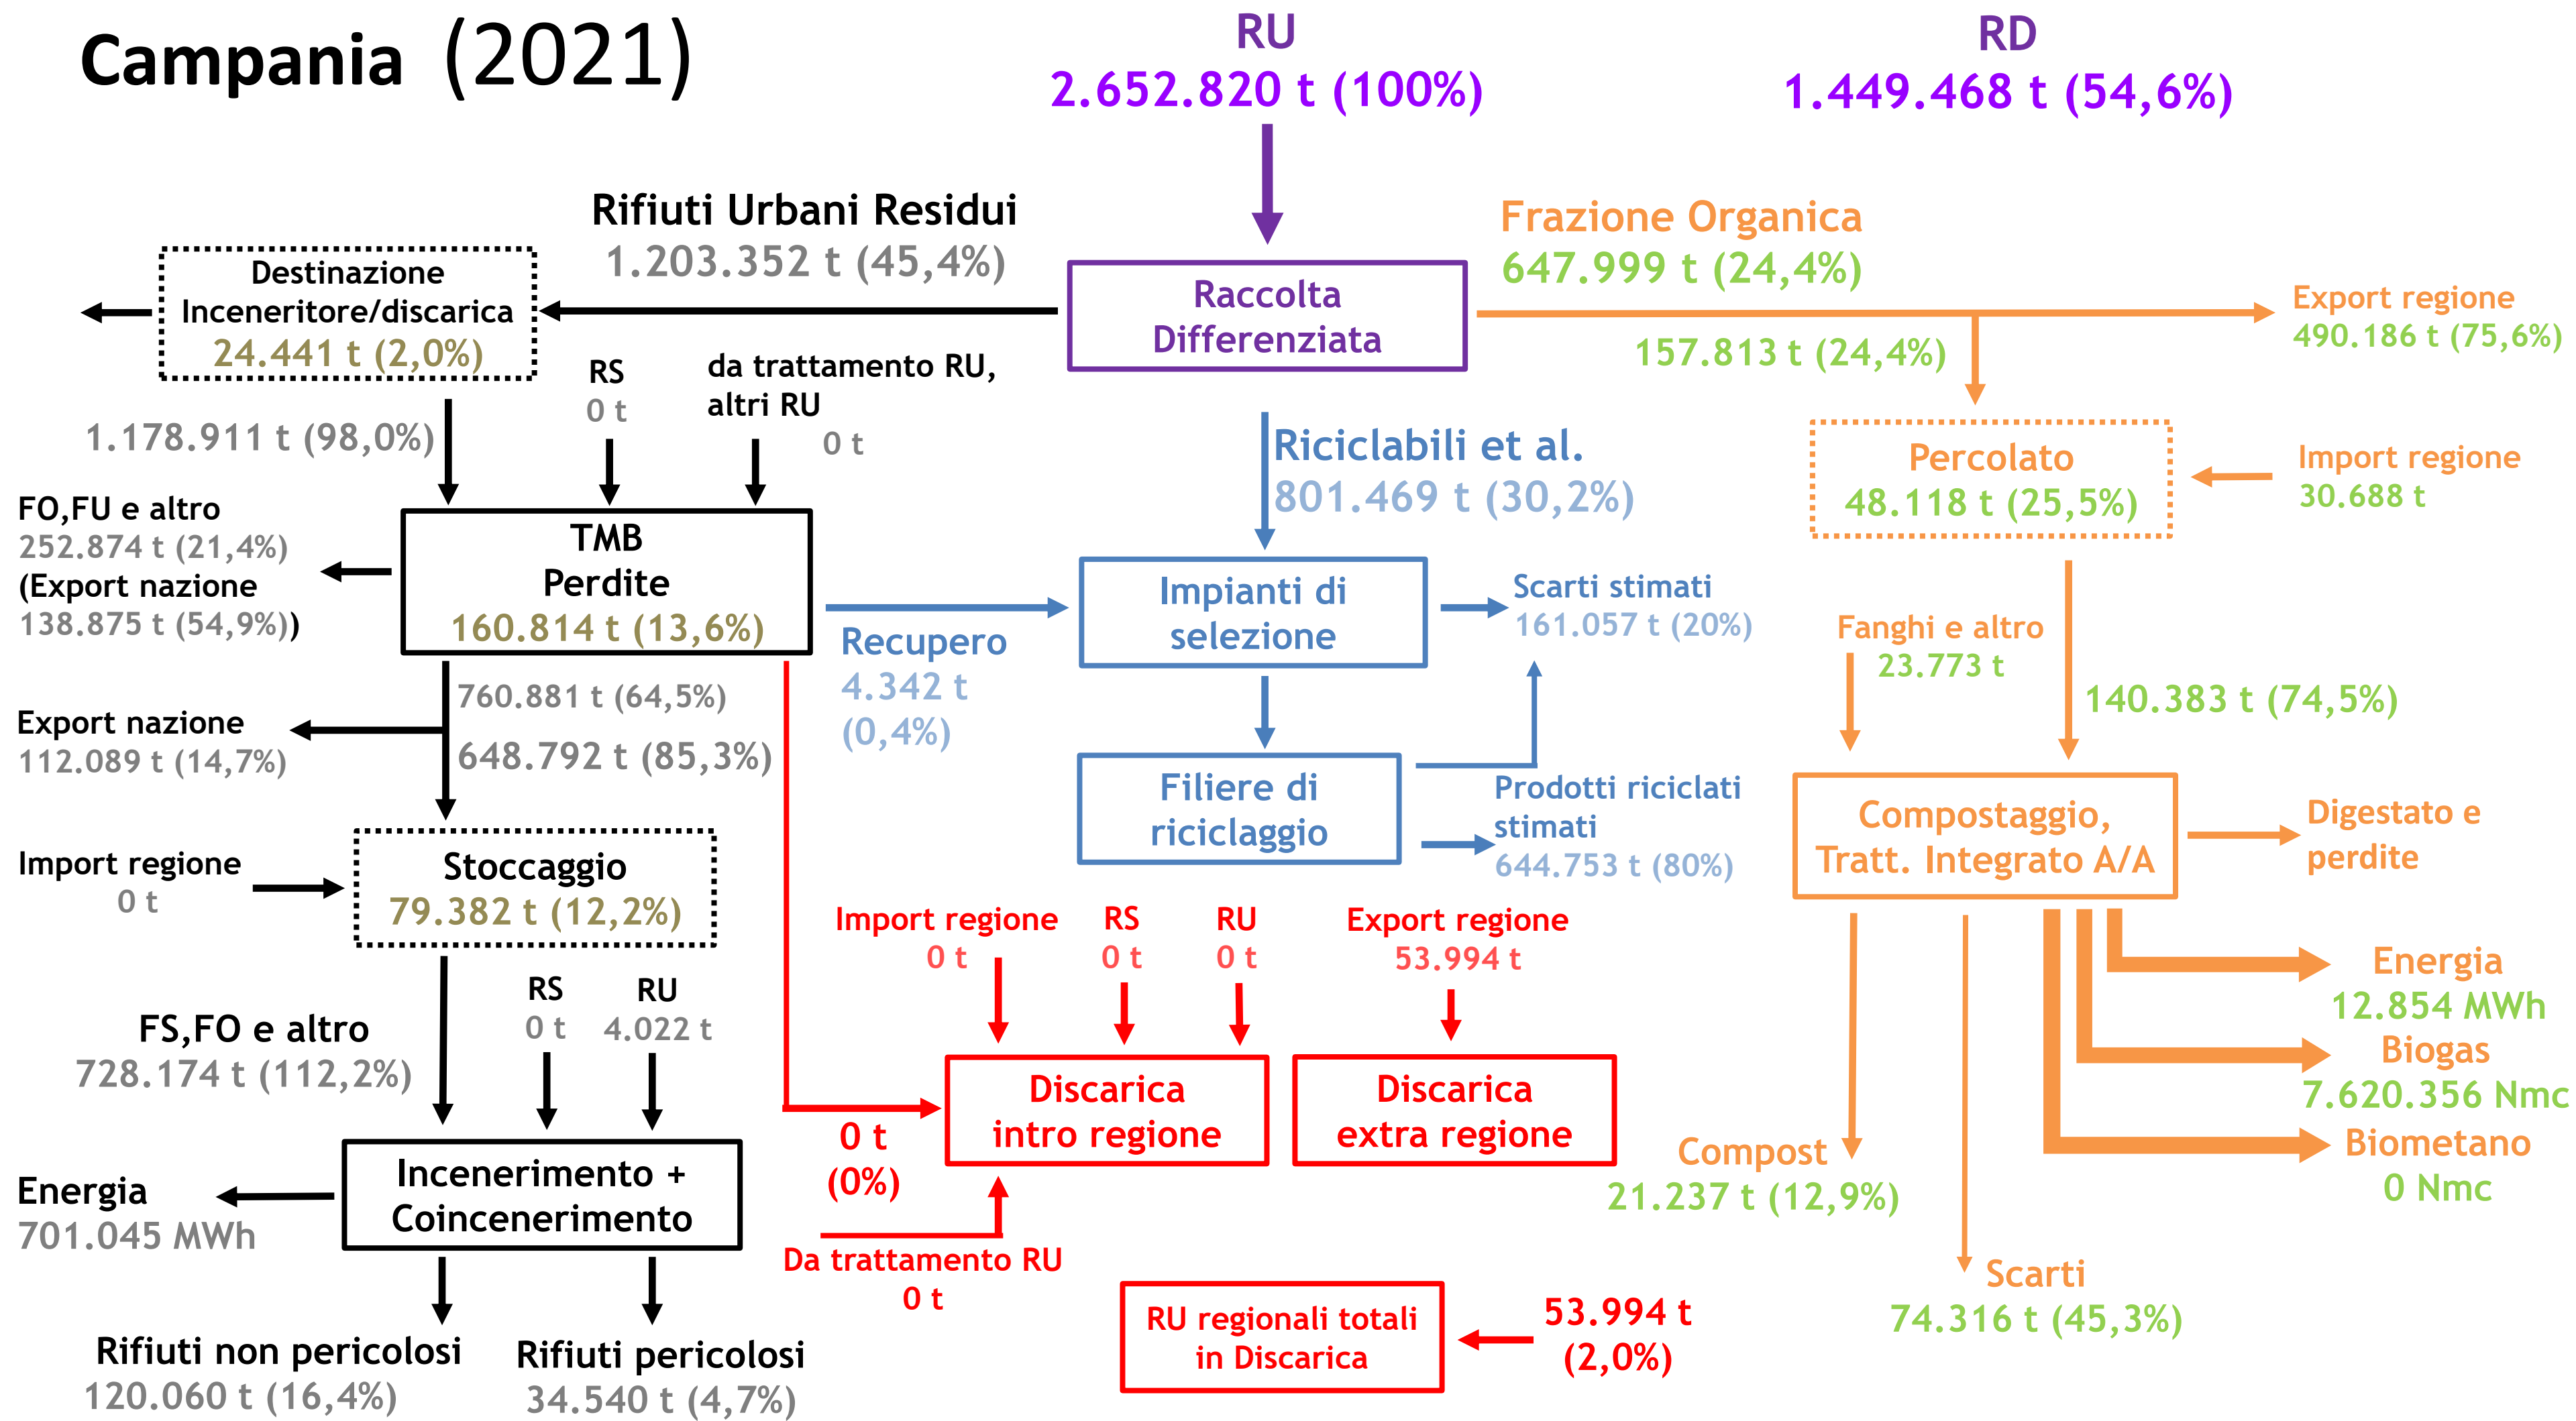 Campania (2021)
RU
2.652.820 t (100%)
RD
1.449.468 t (54,6%)
Rifiuti Urbani Residui
1.203.352 t (45,4%)
Raccolta
Differenziata
Frazione Organica
647.999 t (24,4%)
157.813 t (24,4%)
Export regione
490.186 t (75,6%)
Destinazione
Inceneritore/discarica
24.441 t (2,0%)
1.178.911 t (98,0%)
RS
0 t
da trattamento RU,
altri RU
0 t
FO,FU e altro
252.874 t (21,4%)
(Export nazione
138.875 t (54,9%))
TMB
Perdite
160.814 t (13,6%)
Recupero
4.342 t
(0,4%)
760.881 t (64,5%)
Export nazione
112.089 t (14,7%)
648.792 t (85,3%)
Import regione
0 t
Stoccaggio
79.382 t (12,2%)
FS,FO e altro
728.174 t (112,2%)
RS
0 t
RU
4.022 t
Incenerimento +
Coincenerimento
Energia
701.045 MWh
Rifiuti non pericolosi
120.060 t (16,4%)
Rifiuti pericolosi
34.540 t (4,7%)
Riciclabili et al.
801.469 t (30,2%)
Impianti di
selezione
Scarti stimati
161.057 t (20%)
Filiere di
riciclaggio
Prodotti riciclati
stimati
644.753 t (80%)
Import regione
0 t
RS
0 t
RU
0 t
Export regione
53.994 t
Discarica
intro regione
Discarica
extra regione
0 t
(0%)
Da trattamento RU
0 t
RU regionali totali
in Discarica
53.994 t
(2,0%)
Percolato
48.118 t (25,5%)
Import regione
30.688 t
Fanghi e altro
23.773 t
140.383 t (74,5%)
Compostaggio,
Tratt. Integrato A/A
Digestato e
perdite
Energia
12.854 MWh
Biogas
7.620.356 Nmc
Biometano
0 Nmc
Compost
21.237 t (12,9%)
Scarti
74.316 t (45,3%)